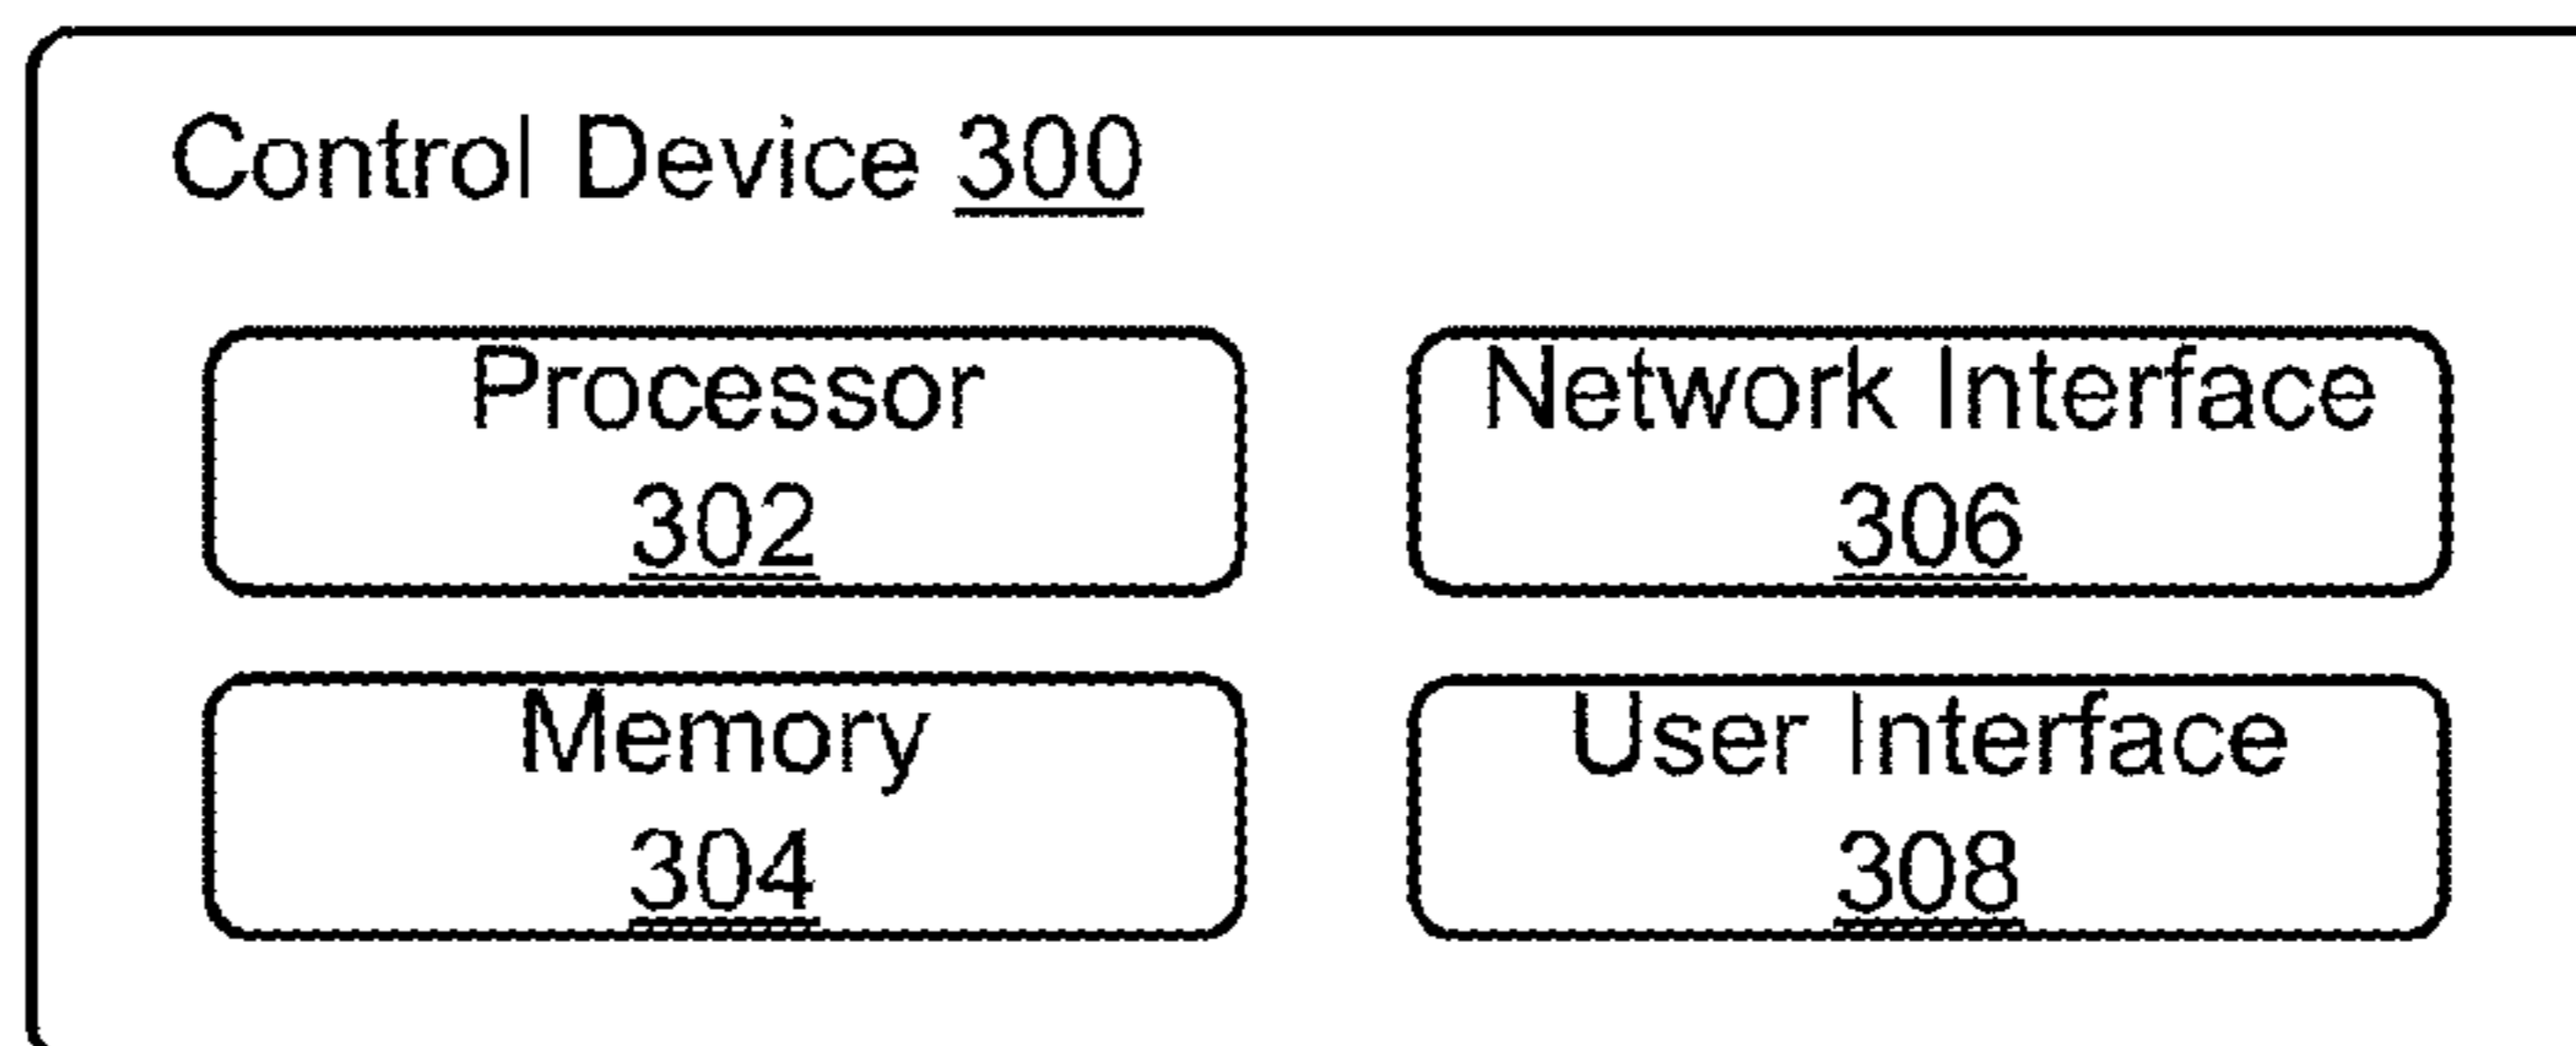 Control Device 300
Processor
302
Network Interface
306
Memory
304
User Interface
308